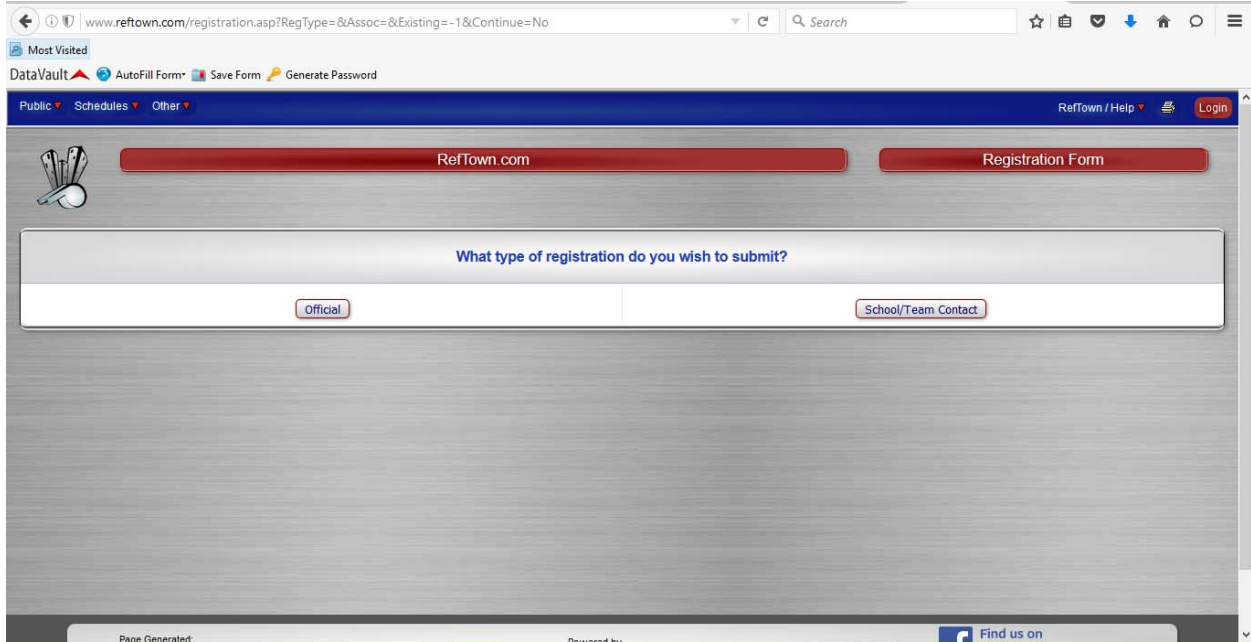 www.reftown.com/registration.asp?RegType=&Assoc=&Existing=-1&Continue=No Search
Most Visited
DataVault AutoFill Form Save Form Generate Password
Public Schedules Other RefTown / Help Login
RefTown.com Registration Form
What type of registration do you wish to submit?
Official School/Team Contact
Page Generated: Powered by Find us on